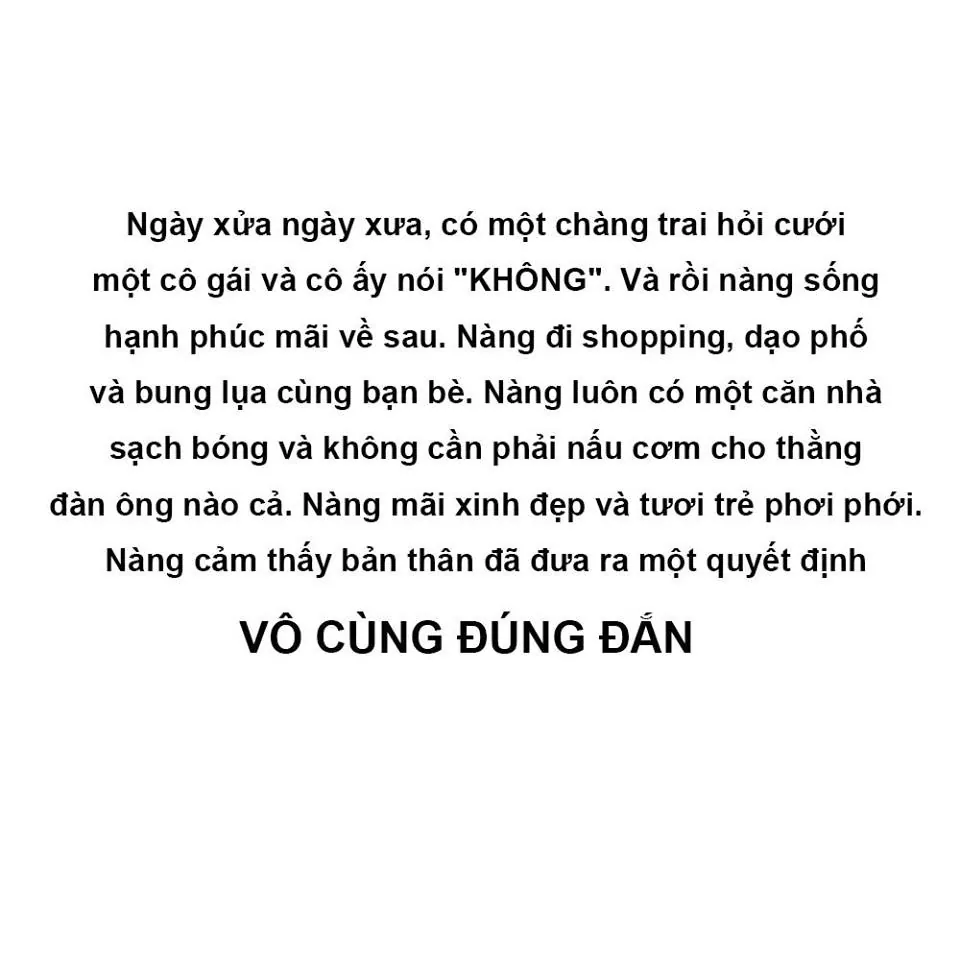 Ngày xửa ngày xưa, có một chàng trai hỏi cưới
một cô gái và cô ấy nói "KHÔNG". Và rồi nàng sống
hạnh phúc mãi về sau. Nàng đi shopping, dạo phố
và bung lụa cùng bạn bè. Nàng luôn có một căn nhà
sạch bóng và không cần phải nấu cơm cho thằng
đàn ông nào cả. Nàng mãi xinh đẹp và tươi trẻ phơi phới.
Nàng cảm thấy bản thân đã đưa ra một quyết định
VÔ CÙNG ĐÚNG ĐẮN